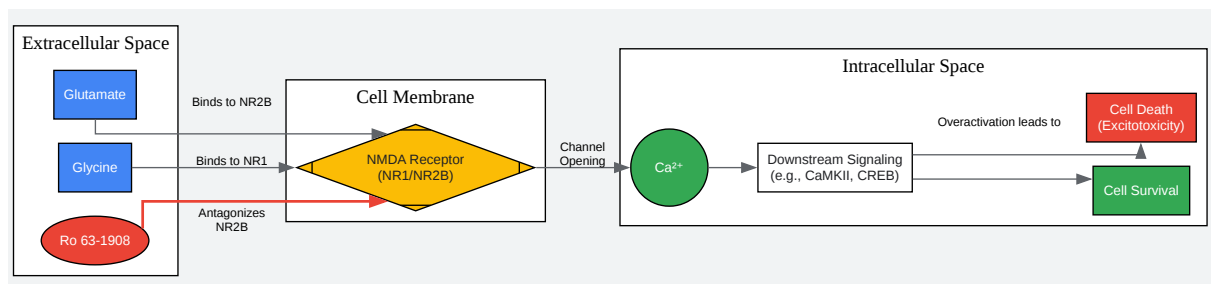 Extracellular Space
Glutamate
Glycine
Ro 63-1908
Binds to NR2B
Binds to NR1
Antagonizes
NR2B
Cell Membrane
NMDA Receptor
(NR1/NR2B)
Channel
Opening
Intracellular Space
Ca²⁺
Downstream Signaling
(e.g., CaMKII, CREB)
Overactivation leads to
Cell Death
(Excitotoxicity)
Cell Survival